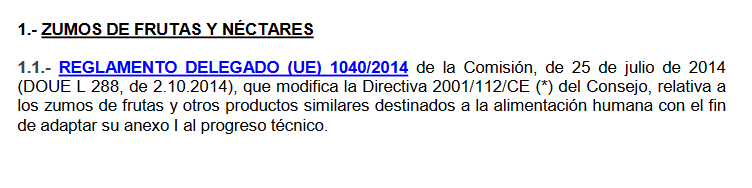 1.- ZUMOS DE FRUTAS Y NÉCTARES
1.1.- REGLAMENTO DELEGADO (UE) 1040/2014 de la Comisión, de 25 de julio de 2014
(DOUE L 288, de 2.10.2014), que modifica la Directiva 2001/112/CE (*) del Consejo, relativa a
los zumos de frutas y otros productos similares destinados a la alimentación humana con el fin
de adaptar su anexo I al progreso técnico.